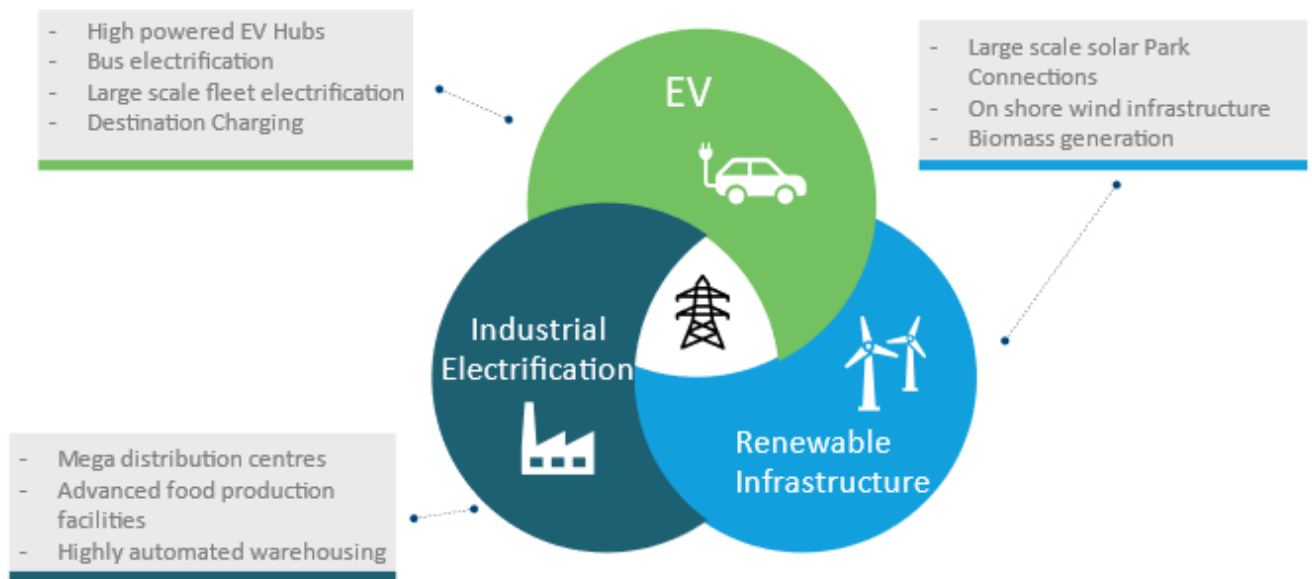 - High powered EV Hubs
- Bus electrification
- Large scale fleet electrification
- Destination Charging
EV
- Large scale solar Park
Connections
- On shore wind infrastructure
- Biomass generation
Industrial
Electrification
Renewable
Infrastructure
- Mega distribution centres
- Advanced food production
facilities
- Highly automated warehousing